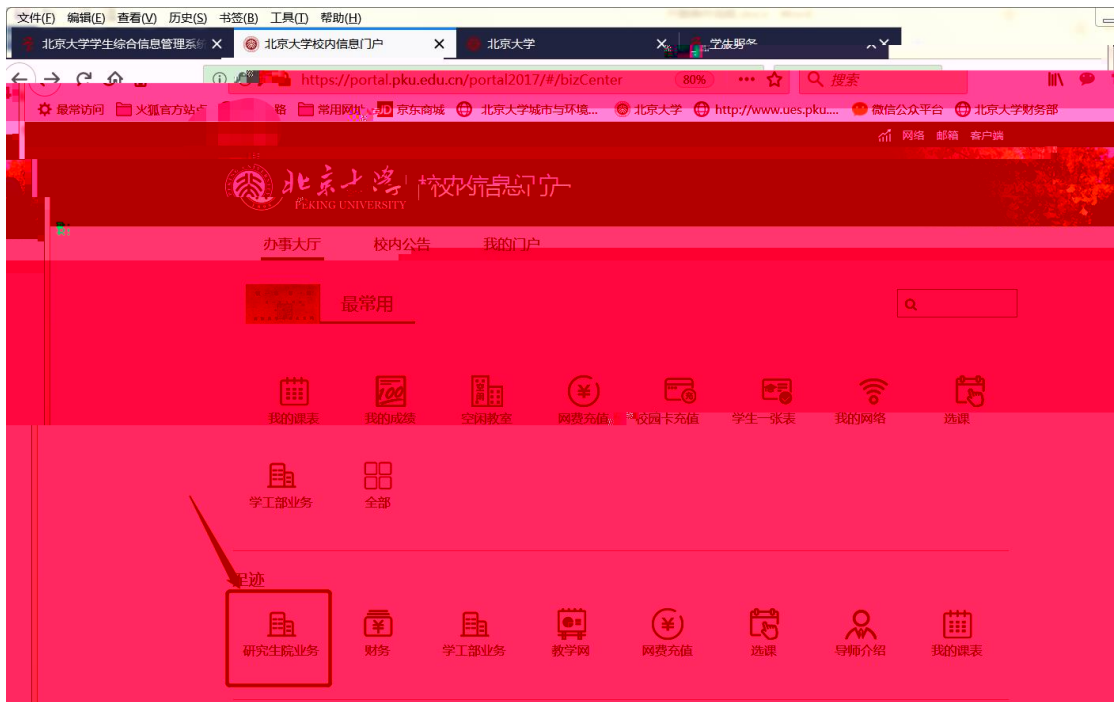 文件(F) 编辑(E) 查看(V) 历史(S) 书签(B) 工具(T) 帮助(H)
北京大学学生综合信息管理系统 × 北京大学校内信息门户 × 北京大学 ×
https://portal.pku.edu.cn/portal2017/#/bizCenter 80% 搜索
最常访问 火狐官方站点 常用网址 JD 京东商城 北京大学城市与环境... 北京大学 http://www.ues.pku.... 微信公众平台 北京大学财务部
网络 邮箱 客户端
北京大学 校内信息门户
PEKING UNIVERSITY
办事大厅 校内公告 我的门户
最常用
我的课表 我的成绩 空闲教室 网费充值 校园卡充值 学生一张表 我的网络 选课
学工部业务 全部
足迹
研究生院业务 财务 学工部业务 教学网 网费充值 选课 导师介绍 我的课表